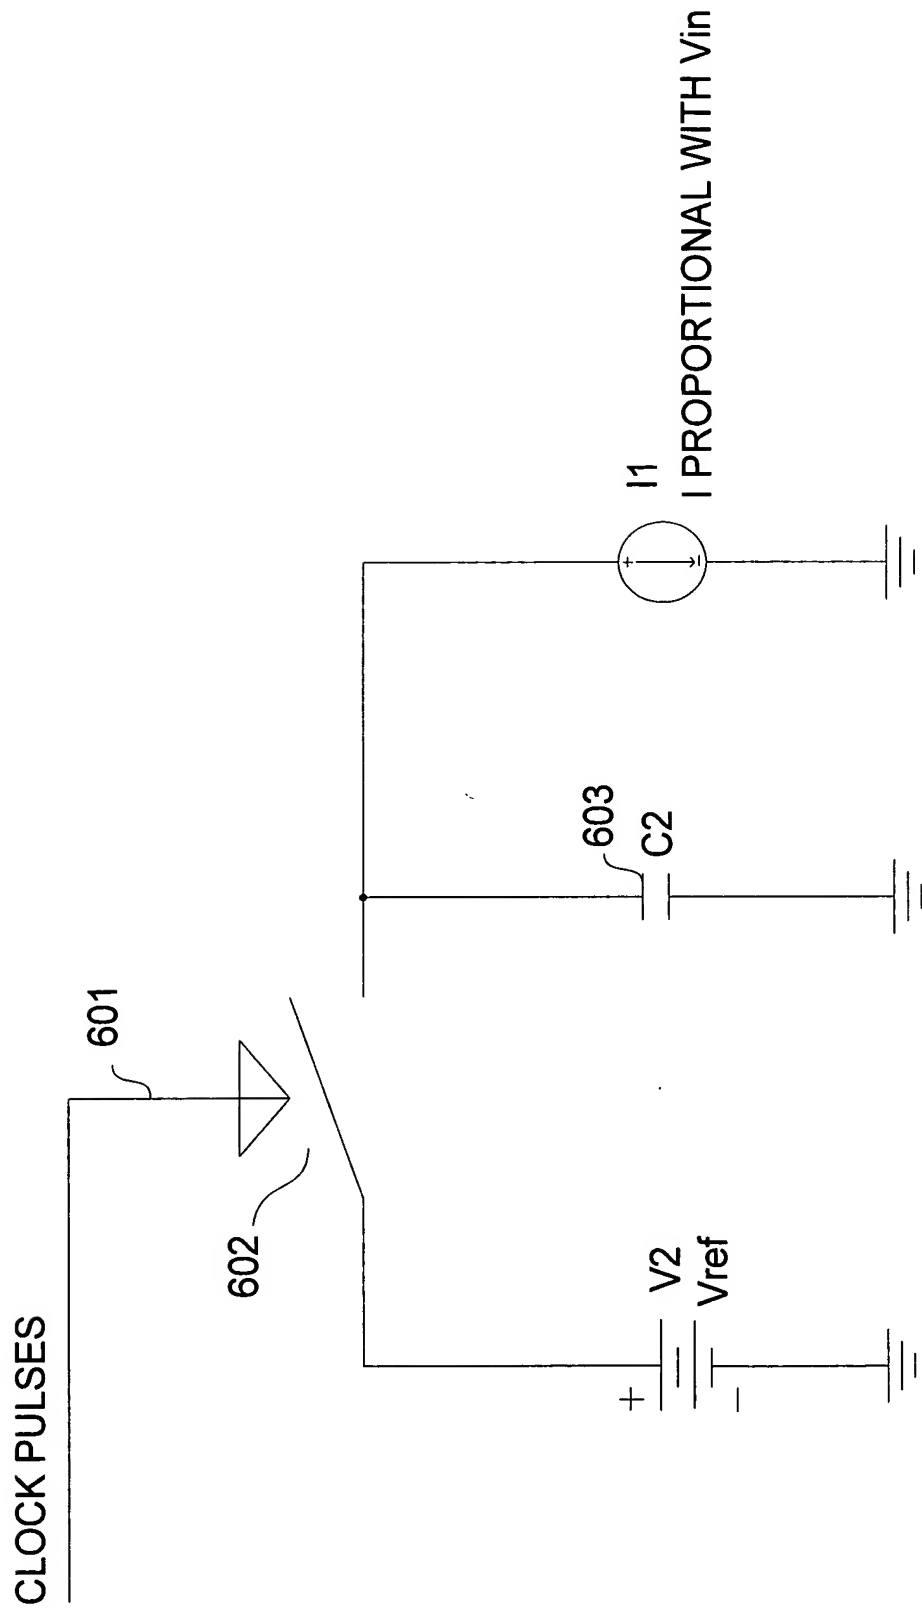 CLOCK PULSES
601
602
603
C2
I1
I PROPORTIONAL WITH Vin
+
V2
Vref
−
+
-